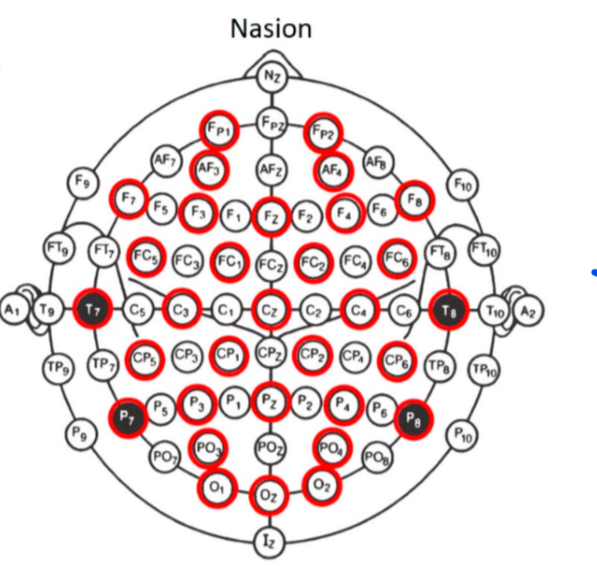 Nasion
Nz
Fp1 Fpz Fp2
AF7 AF3 AFz AF4 AF8
F9 F7 F5 F3 F1 Fz F2 F4 F6 F8 F10
FT9 FT7 FC5 FC3 FC1 FCz FC2 FC4 FC6 FT8 FT10
A1 T9 T7 C5 C3 C1 Cz C2 C4 C6 T8 T10 A2
TP9 TP7 CP5 CP3 CP1 CPz CP2 CP4 CP6 TP8 TP10
P9 P7 P5 P3 P1 Pz P2 P4 P6 P8 P10
PO7 PO3 POz PO4 PO8
O1 Oz O2
Iz